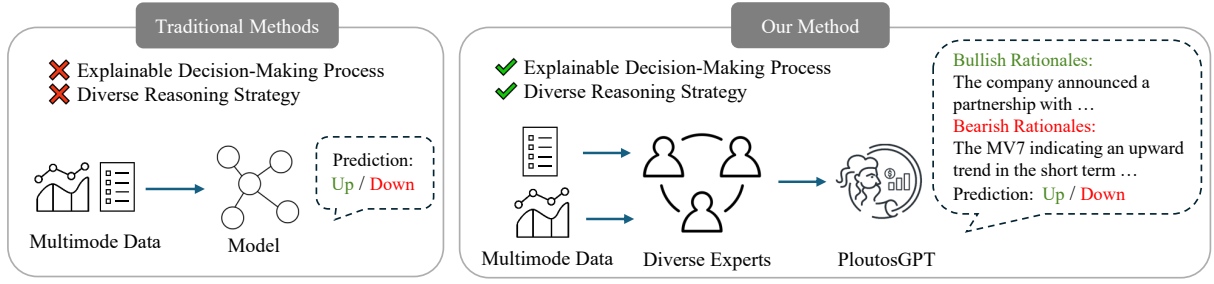 Traditional Methods
Explainable Decision-Making Process
Diverse Reasoning Strategy
Prediction:
Up / Down
Multimode Data
Model
Our Method
Explainable Decision-Making Process
Diverse Reasoning Strategy
Multimode Data
Diverse Experts
PloutosGPT
Bullish Rationales:
The company announced a
partnership with …
Bearish Rationales:
The MV7 indicating an upward
trend in the short term …
Prediction: Up / Down